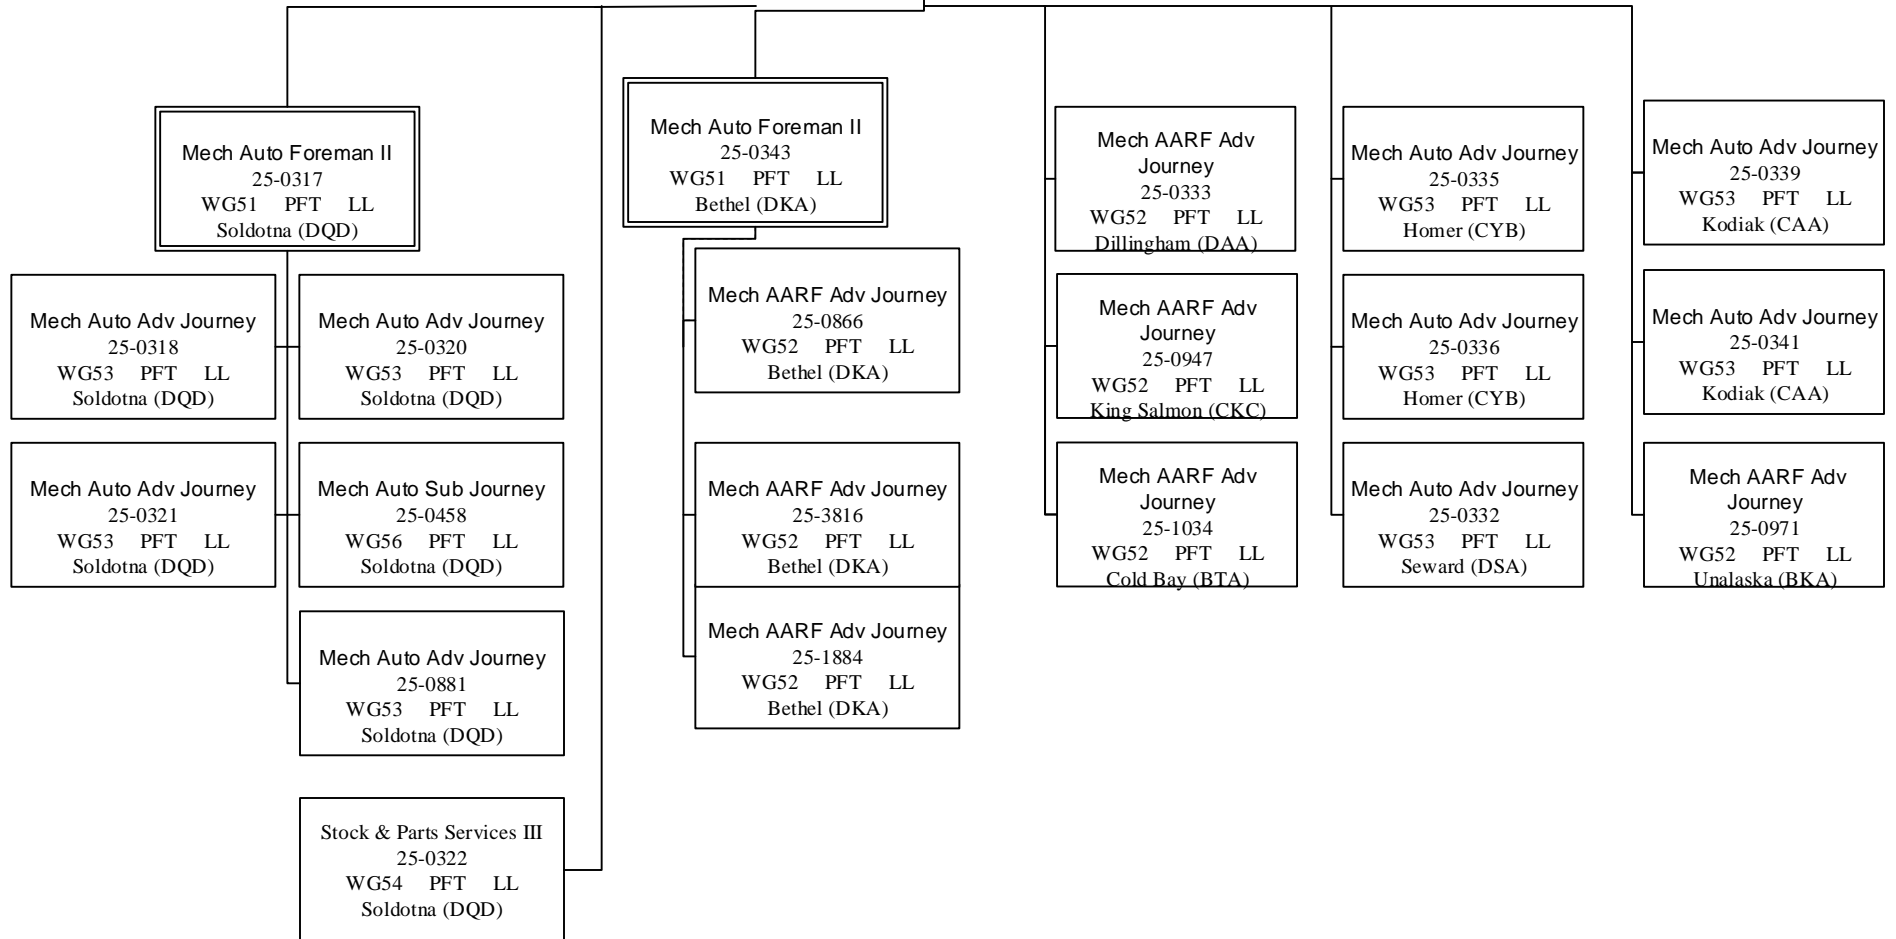 Mech Auto Foreman II
25-0317
WG51 PFT LL
Soldotna (DQD)
Mech Auto Adv Journey
25-0318
WG53 PFT LL
Soldotna (DQD)
Mech Auto Adv Journey
25-0320
WG53 PFT LL
Soldotna (DQD)
Mech Auto Adv Journey
25-0321
WG53 PFT LL
Soldotna (DQD)
Mech Auto Sub Journey
25-0458
WG56 PFT LL
Soldotna (DQD)
Mech Auto Adv Journey
25-0881
WG53 PFT LL
Soldotna (DQD)
Stock & Parts Services III
25-0322
WG54 PFT LL
Soldotna (DQD)
Mech Auto Foreman II
25-0343
WG51 PFT LL
Bethel (DKA)
Mech AARF Adv Journey
25-0866
WG52 PFT LL
Bethel (DKA)
Mech AARF Adv Journey
25-3816
WG52 PFT LL
Bethel (DKA)
Mech AARF Adv Journey
25-1884
WG52 PFT LL
Bethel (DKA)
Mech AARF Adv
Journey
25-0333
WG52 PFT LL
Dillingham (DAA)
Mech AARF Adv
Journey
25-0947
WG52 PFT LL
King Salmon (CKC)
Mech AARF Adv
Journey
25-1034
WG52 PFT LL
Cold Bay (BTA)
Mech Auto Adv Journey
25-0335
WG53 PFT LL
Homer (CYB)
Mech Auto Adv Journey
25-0336
WG53 PFT LL
Homer (CYB)
Mech Auto Adv Journey
25-0332
WG53 PFT LL
Seward (DSA)
Mech Auto Adv Journey
25-0339
WG53 PFT LL
Kodiak (CAA)
Mech Auto Adv Journey
25-0341
WG53 PFT LL
Kodiak (CAA)
Mech AARF Adv
Journey
25-0971
WG52 PFT LL
Unalaska (BKA)